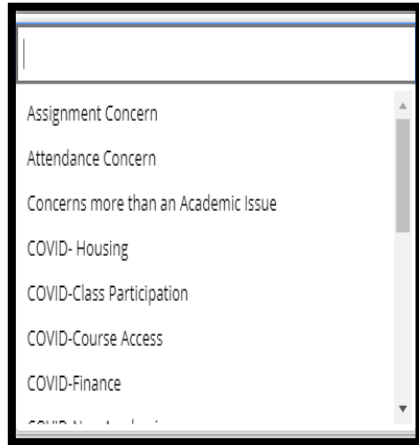 Assignment Concern
Attendance Concern
Concerns more than an Academic Issue
COVID- Housing
COVID-Class Participation
COVID-Course Access
COVID-Finance